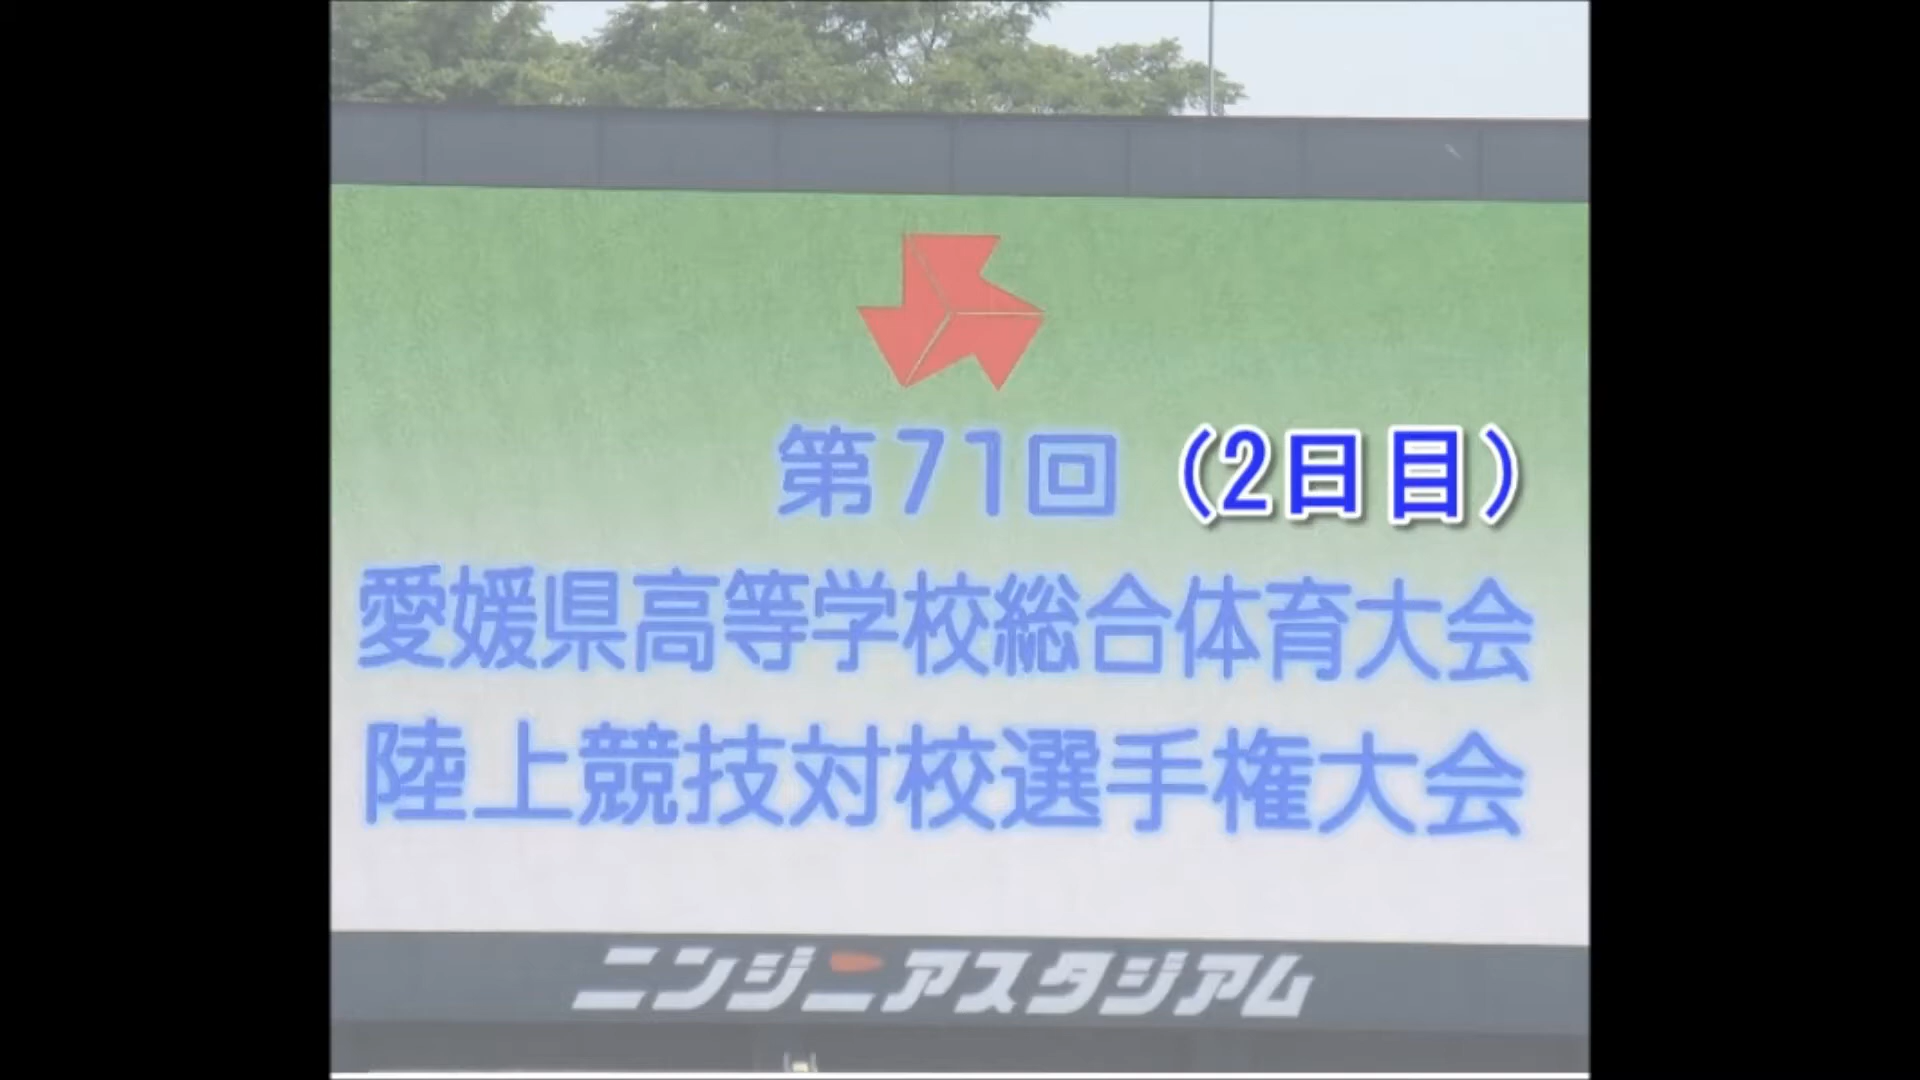 第71回 (2日目)
愛媛県高等学校総合体育大会
陸上競技対校選手権大会
ニンジニアスタジアム